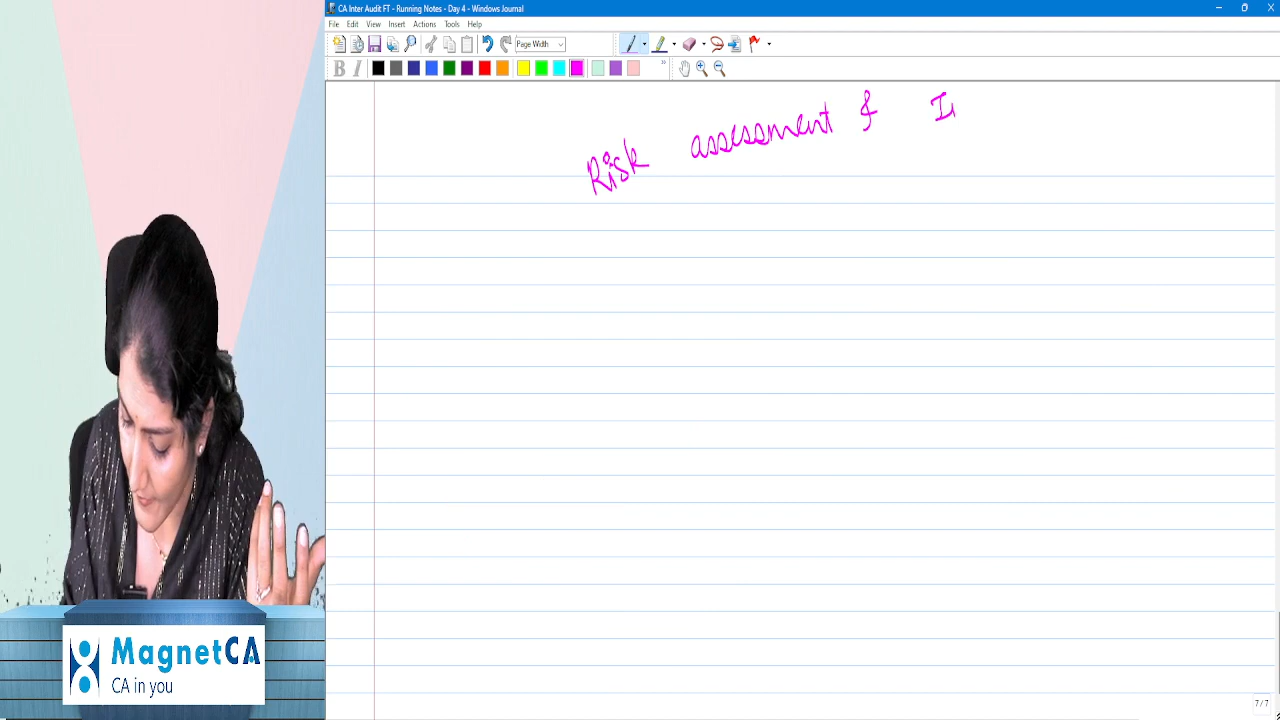 CA Inter Audit FT - Running Notes - Day 4 - Windows Journal
File Edit View Insert Actions Tools Help
Page Width
B I
Risk assessment & I
MagnetCA
CA in you
7/7